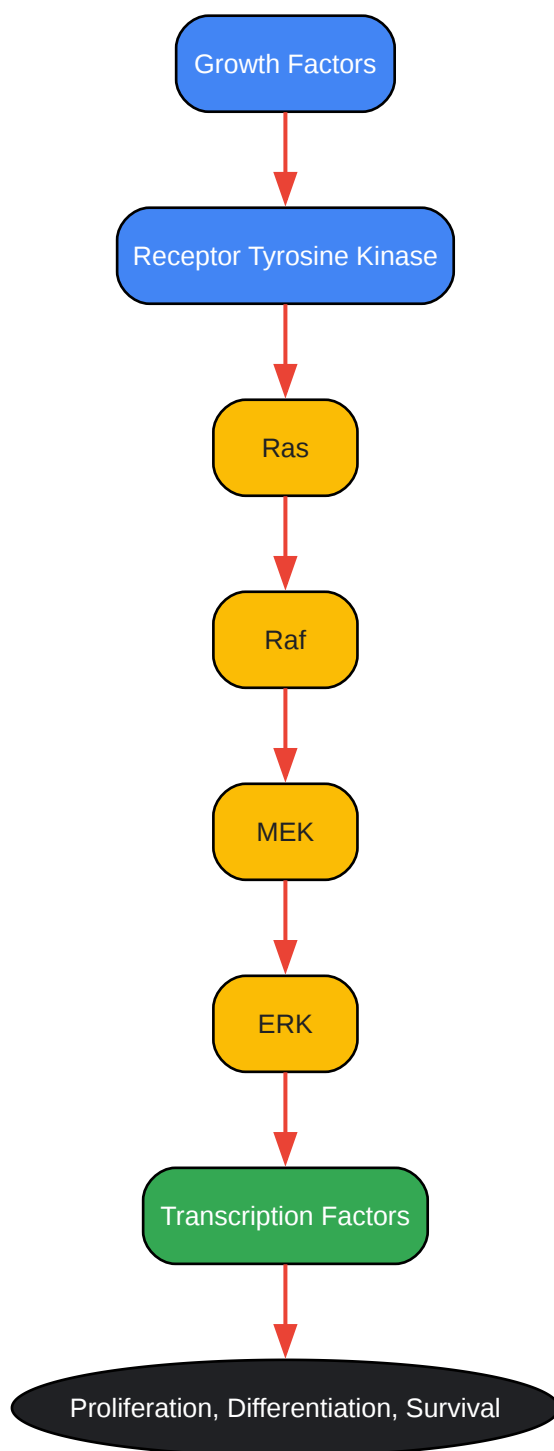 Growth Factors
Receptor Tyrosine Kinase
Ras
Raf
MEK
ERK
Transcription Factors
Proliferation, Differentiation, Survival